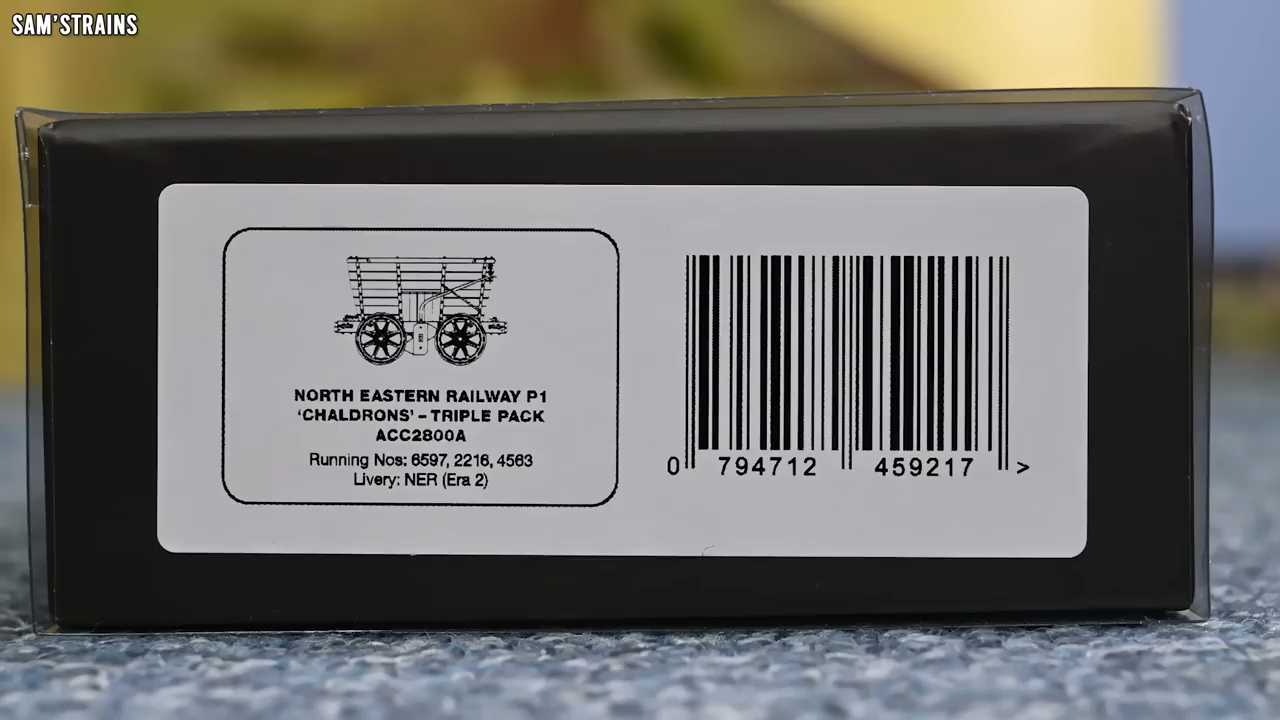 SAM'STRAINS
NORTH EASTERN RAILWAY P1
‘CHALDRONS’ – TRIPLE PACK
ACC2800A
Running Nos: 6597, 2216, 4563
Livery: NER (Era 2)
0 794712 459217 >